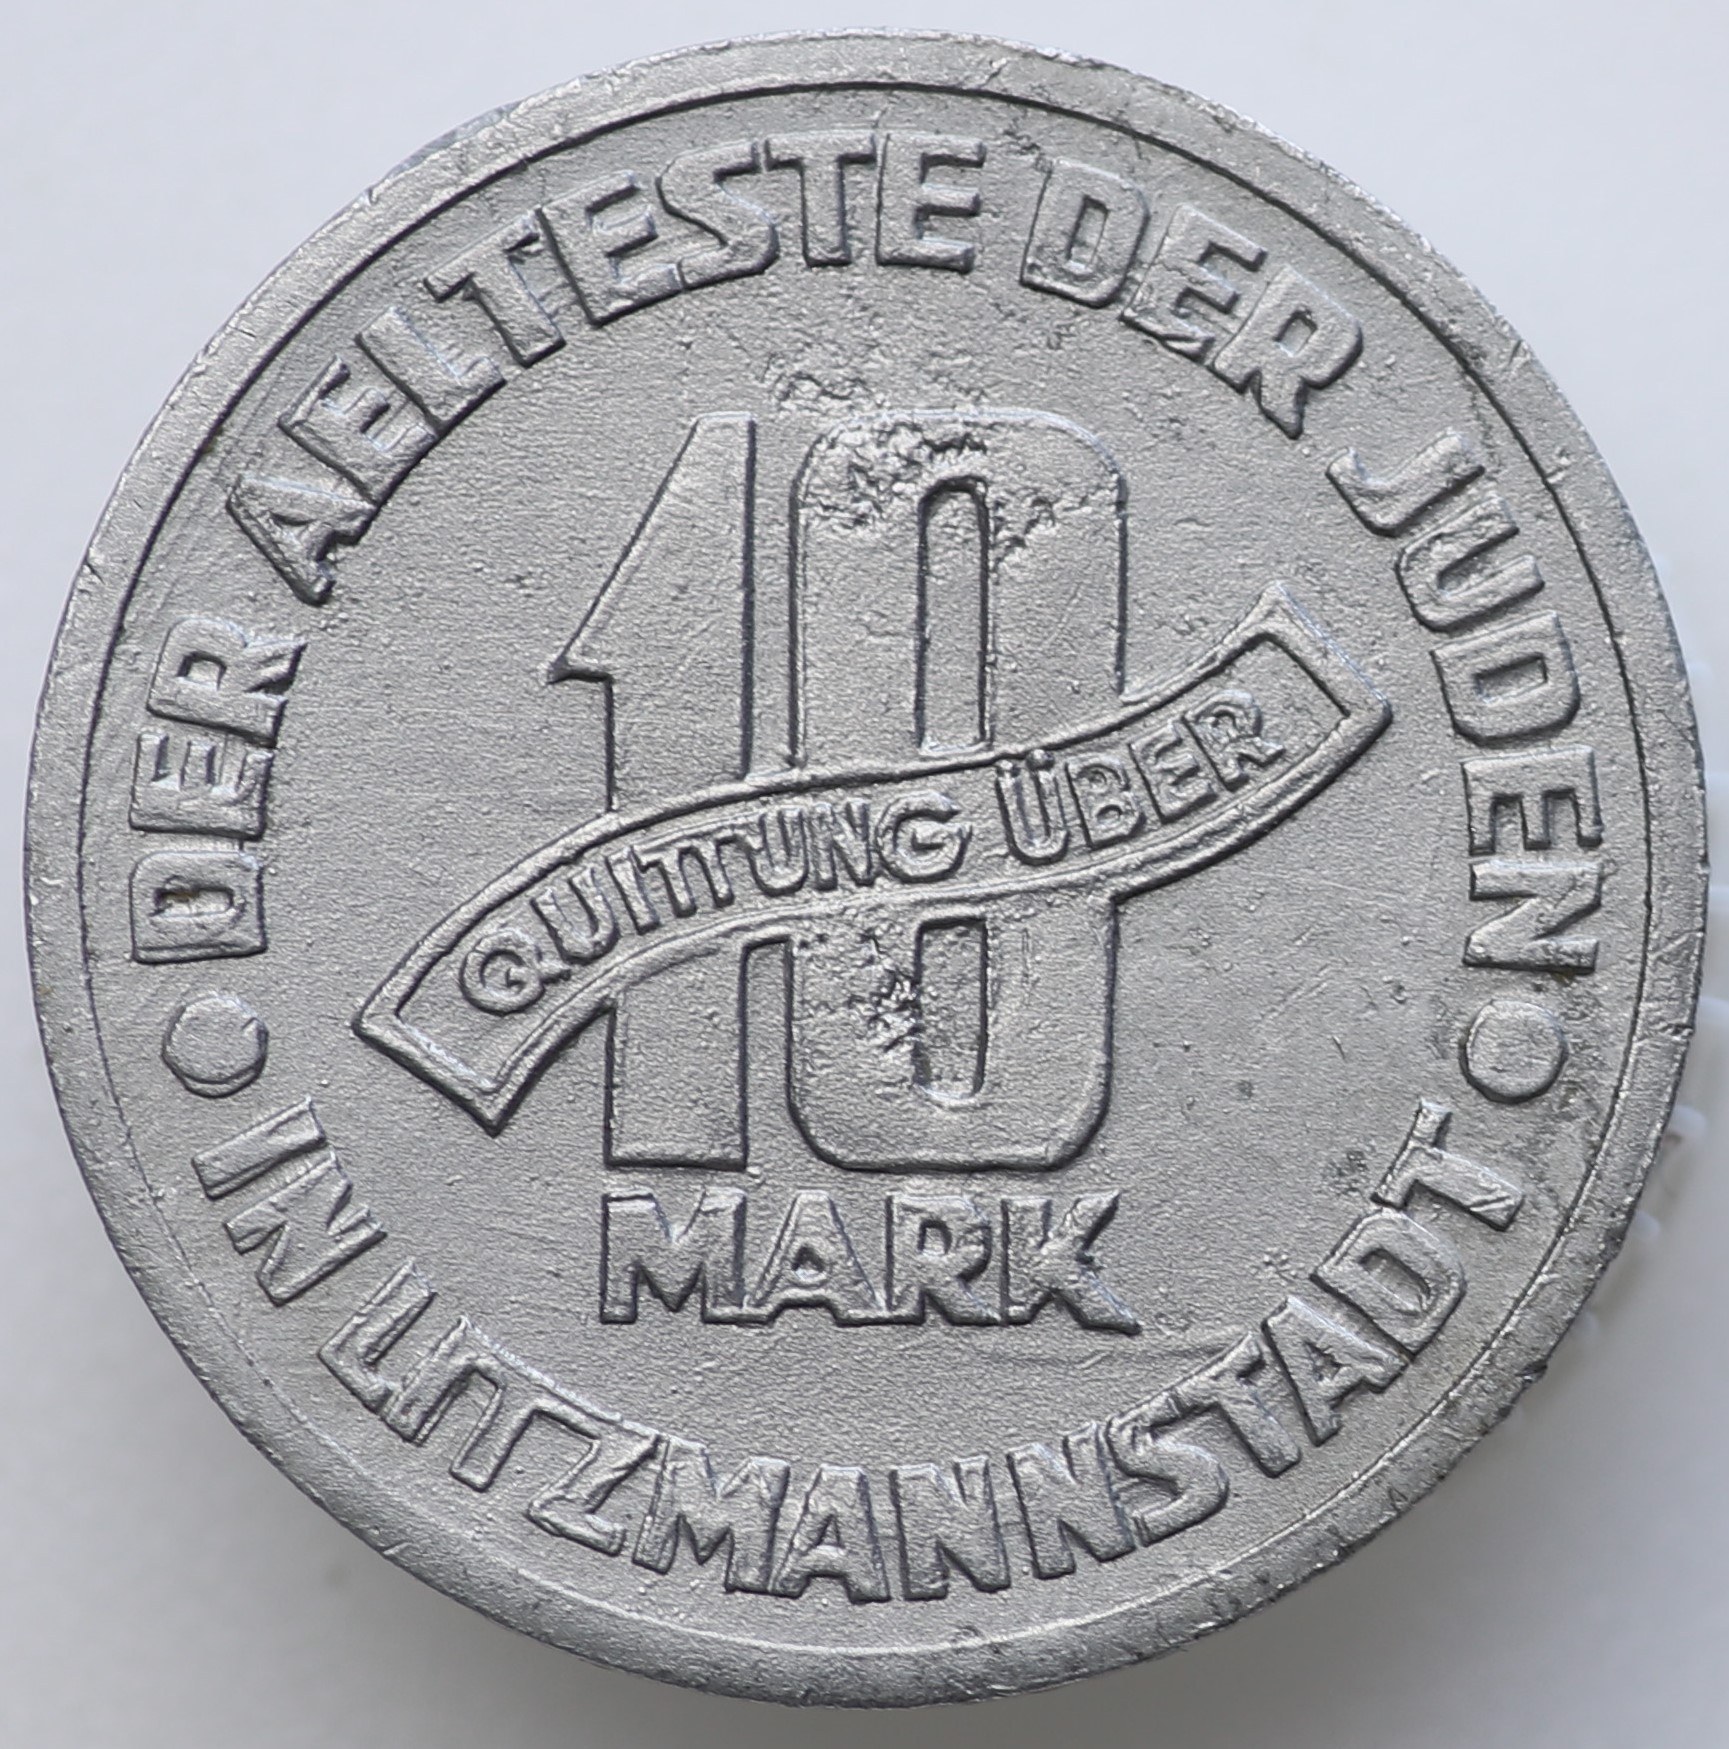 DER AELTESTE DER JUDEN
10
QUITTUNG ÜBER
MARK
IN LITZMANNSTADT